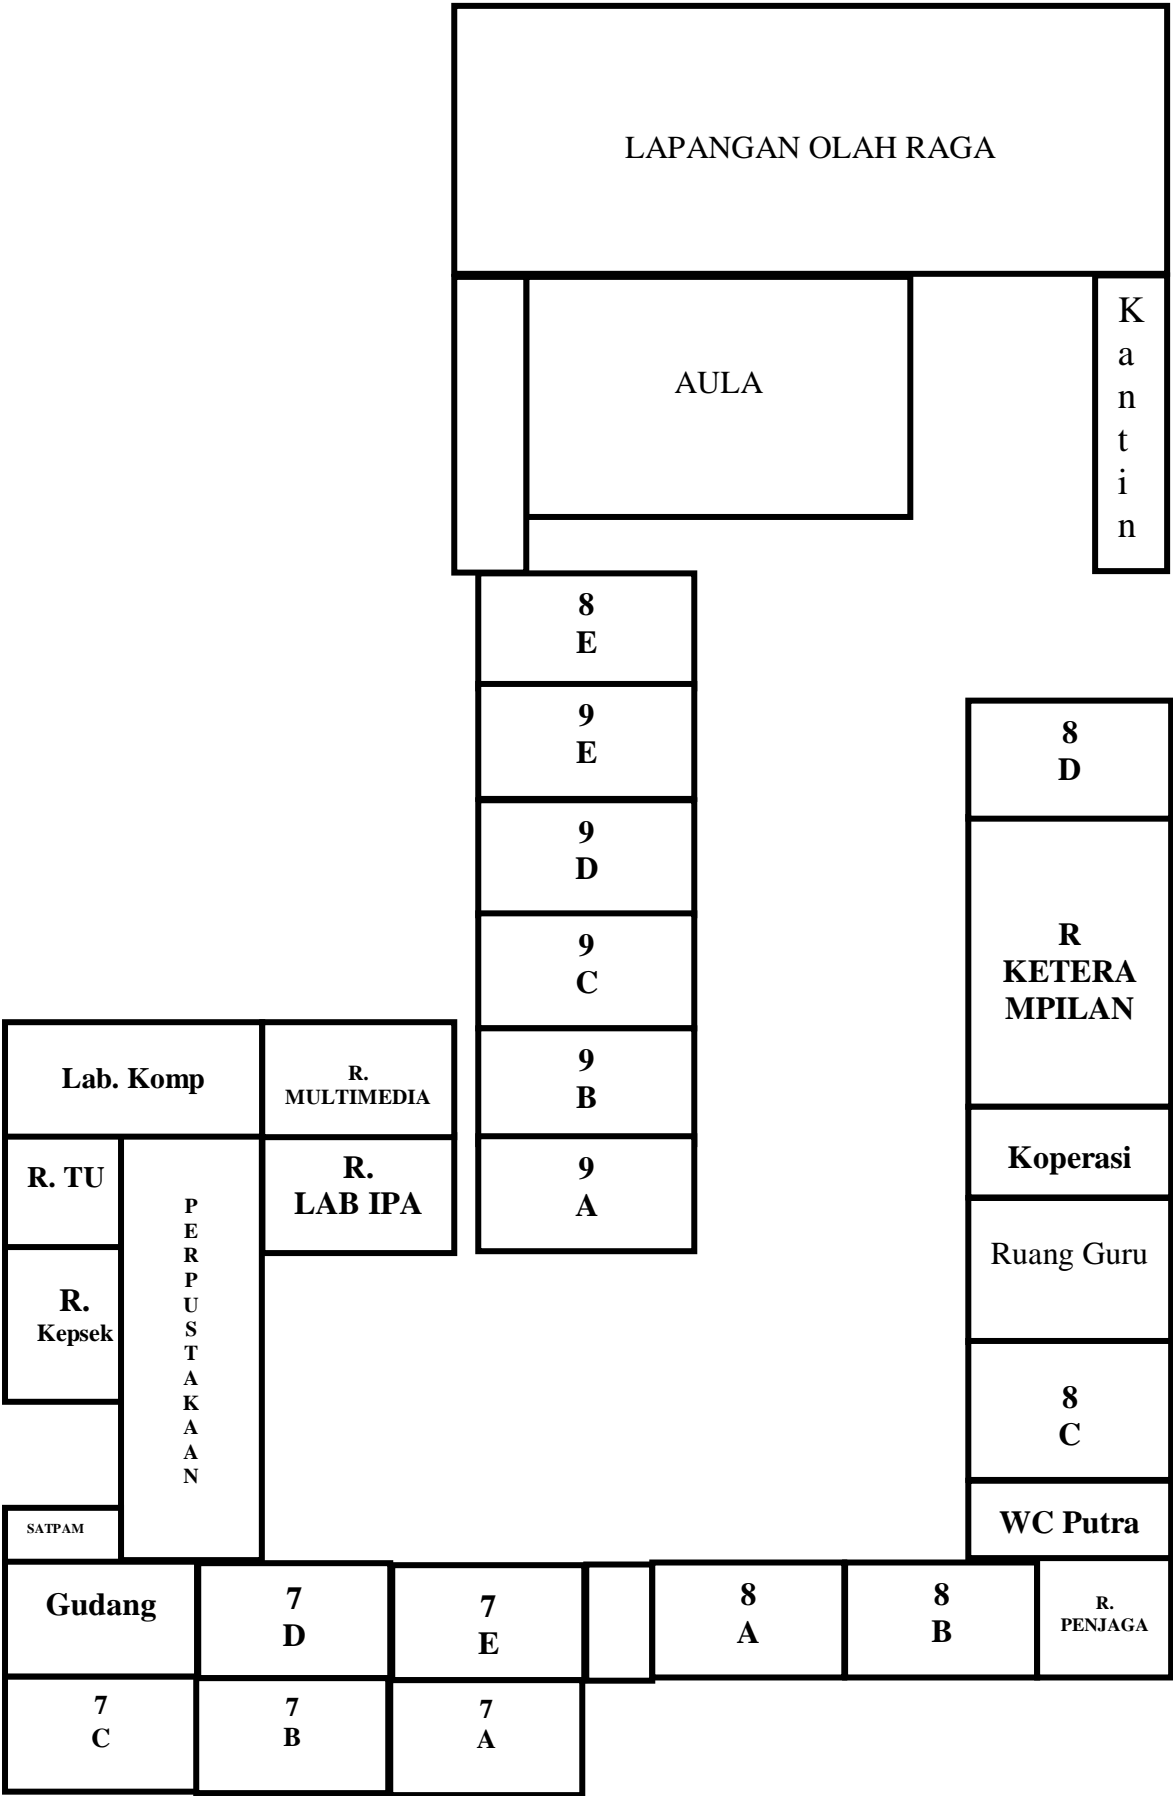 LAPANGAN OLAH RAGA
AULA
K
a
n
t
i
n
8
E
9
E
9
D
9
C
9
B
9
A
8
D
R
KETERA
MPILAN
Koperasi
Ruang Guru
8
C
WC Putra
Lab. Komp
R.
MULTIMEDIA
R. TU
P
E
R
P
U
S
T
A
K
A
A
N
R.
LAB IPA
R.
Kepsek
SATPAM
Gudang
7
D
7
E
8
A
8
B
R.
PENJAGA
7
C
7
B
7
A